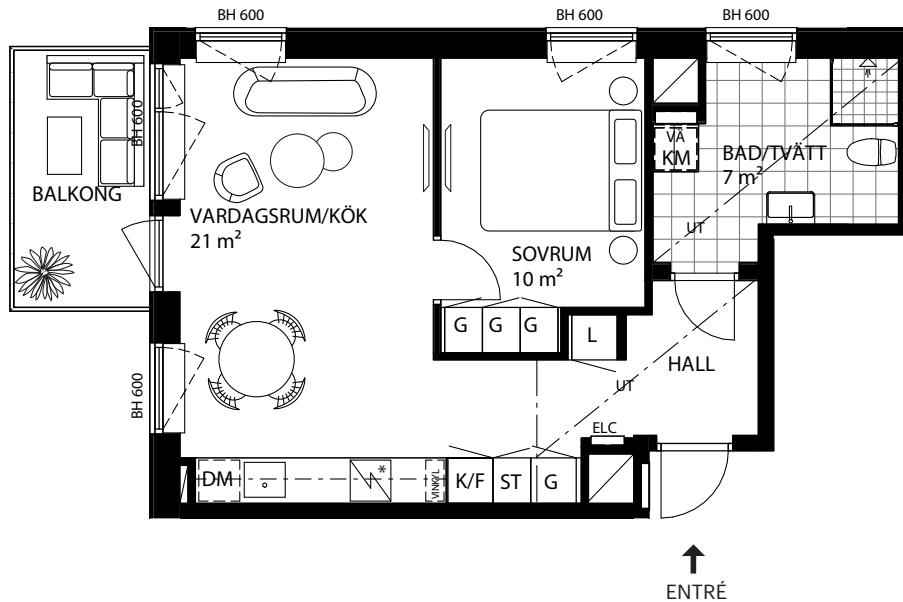 BH 600
BH 600
BH 600
BH 600
BALKONG
VARDAGSRUM/KÖK
21 m²
SOVRUM
10 m²
VÄ
KM
BAD/TVÄTT
7 m²
UT
G
G
G
L
HALL
UT
BH 600
ELC
DM
*
VINKYL
K/F
ST
G
ENTRÉ